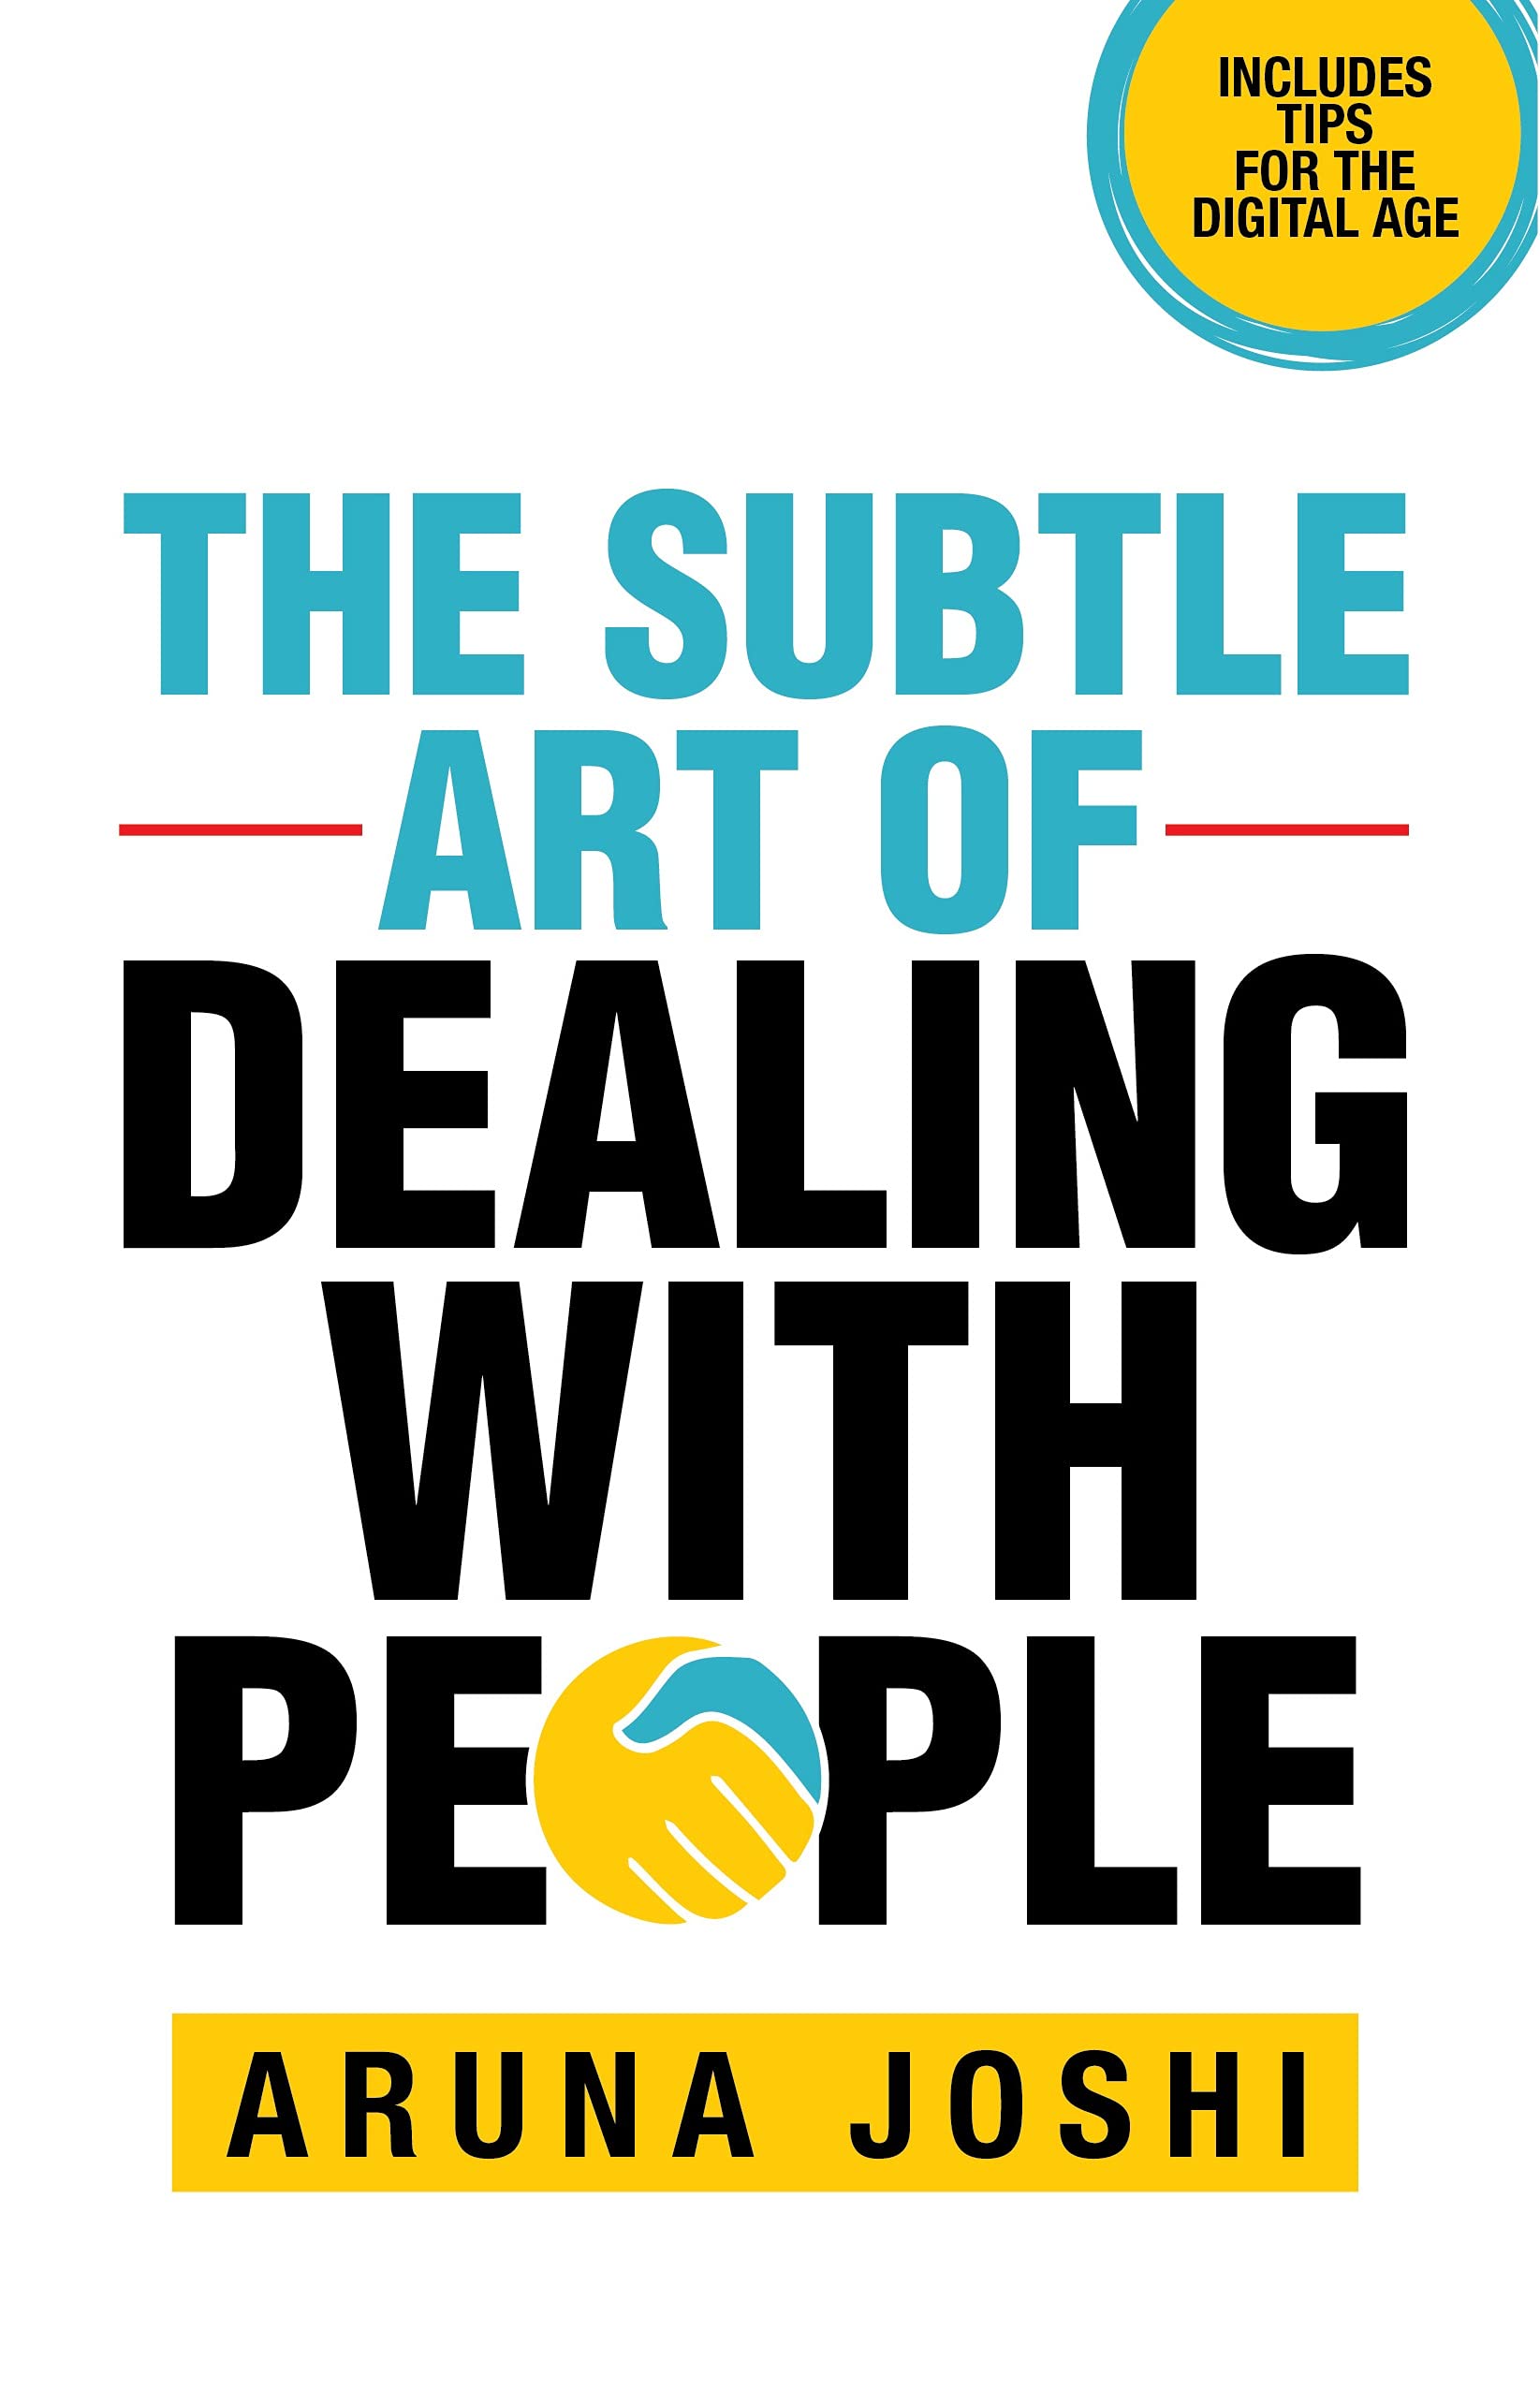 INCLUDES
TIPS
FOR THE
DIGITAL AGE
THE SUBTLE
ART OF
DEALING
WITH
PEOPLE
ARUNA JOSHI